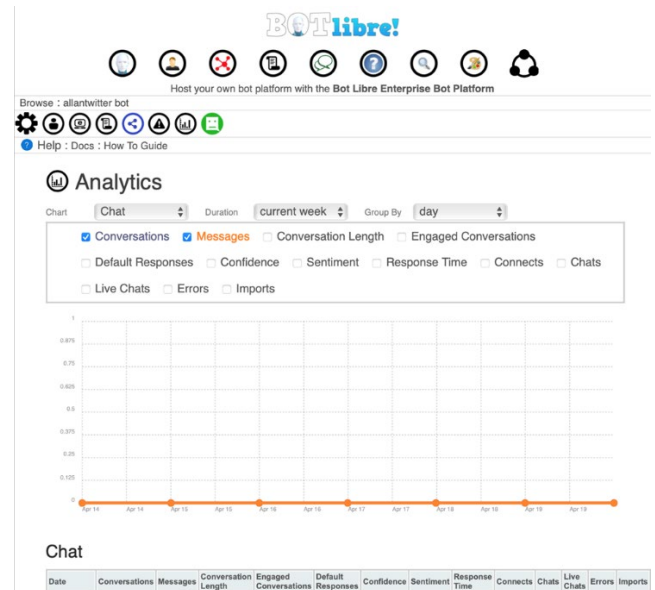 BOTlibre!
Host your own bot platform with the Bot Libre Enterprise Bot Platform
Browse : allantwitter bot
Help : Docs : How To Guide
Analytics
Chart Chat Duration current week Group By day
Conversations Messages Conversation Length Engaged Conversations
Default Responses Confidence Sentiment Response Time Connects Chats
Live Chats Errors Imports
1
0.875
0.75
0.625
0.5
0.375
0.25
0.125
0
Apr 14 Apr 14 Apr 15 Apr 15 Apr 16 Apr 16 Apr 17 Apr 17 Apr 18 Apr 18 Apr 19 Apr 19
Chat
Date Conversations Messages Conversation Length Engaged Conversations Default Responses Confidence Sentiment Response Time Connects Chats Live Chats Errors Imports